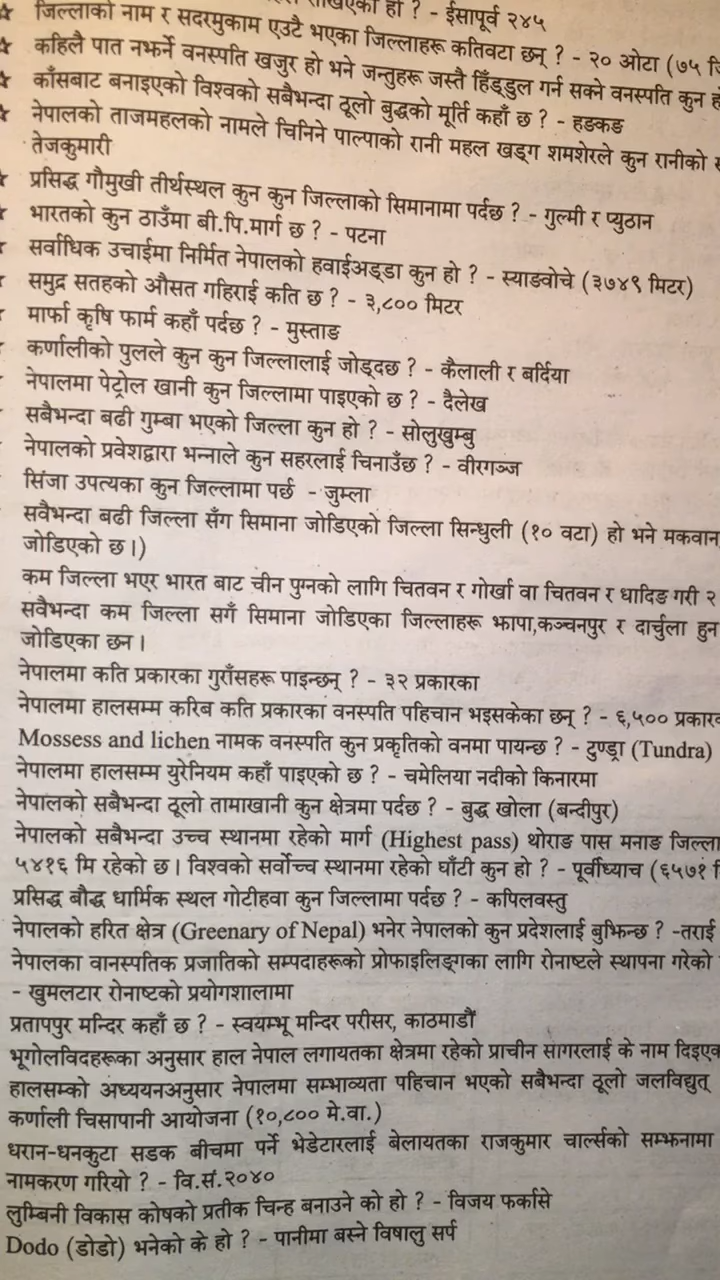 हो ? - ईसापूर्व २४५
जिल्लाको नाम र सदरमुकाम एउटै भएका जिल्लाहरू कतिवटा छन् ? - २० ओटा (७५
कहिलै पात नझर्ने वनस्पति खजुर हो भने जन्तुहरू जस्तै हिँड्डुल गर्न सक्ने वनस्पति कुन
काँसबाट बनाइएको विश्वको सबैभन्दा ठूलो बुद्धको मूर्ति कहाँ छ ? - हङकङ
नेपालको ताजमहलको नामले चिनिने पाल्पाको रानी महल खड्ग शमशेरले कुन रानीको
तेजकुमारी
प्रसिद्ध गौमुखी तीर्थस्थल कुन कुन जिल्लाको सिमानामा पर्दछ ? - गुल्मी र प्युठान
भारतको कुन ठाउँमा बी.पि.मार्ग छ ? - पटना
सर्वाधिक उचाईमा निर्मित नेपालको हवाईअड्डा कुन हो ? - स्याङवोचे (३७४९ मिटर)
समुद्र सतहको औसत गहिराई कति छ ? - ३,८०० मिटर
मार्फा कृषि फार्म कहाँ पर्दछ ? - मुस्ताङ
कर्णालीको पुलले कुन कुन जिल्लालाई जोड्दछ ? - कैलाली र बर्दिया
नेपालमा पेट्रोल खानी कुन जिल्लामा पाइएको छ ? - दैलेख
सबैभन्दा बढी गुम्बा भएको जिल्ला कुन हो ? - सोलुखुम्बु
नेपालको प्रवेशद्वारा भन्नाले कुन सहरलाई चिनाउँछ ? - वीरगञ्ज
सिंजा उपत्यका कुन जिल्लामा पर्छ - जुम्ला
सवैभन्दा बढी जिल्ला सँग सिमाना जोडिएको जिल्ला सिन्धुली (१० वटा) हो भने मकवान
जोडिएको छ।)
कम जिल्ला भएर भारत बाट चीन पुग्नको लागि चितवन र गोर्खा वा चितवन र धादिङ गरी २
सवैभन्दा कम जिल्ला सगँ सिमाना जोडिएका जिल्लाहरू झापा,कञ्चनपुर र दार्चुला हुन
जोडिएका छन ।
नेपालमा कति प्रकारका गुराँसहरू पाइन्छन् ? - ३२ प्रकारका
नेपालमा हालसम्म करिब कति प्रकारका वनस्पति पहिचान भइसकेका छन् ? - ६,५००
Mossess and lichen नामक वनस्पति कुन प्रकृतिको वनमा पायन्छ ? - टुण्ड्रा (Tundra)
नेपालमा हालसम्म युरेनियम कहाँ पाइएको छ ? - चमेलिया नदीको किनारमा
नेपालको सबैभन्दा ठूलो तामाखानी कुन क्षेत्रमा पर्दछ ? - बुद्ध खोला (बन्दीपुर)
नेपालको सबैभन्दा उच्च स्थानमा रहेको मार्ग (Highest pass) थोराङ पास मनाङ जिल्ला
५४१६ मि रहेको छ। विश्वको सर्वोच्च स्थानमा रहेको घाँटी कुन हो ? - पूर्वीध्याच (६५७१
प्रसिद्ध बौद्ध धार्मिक स्थल गोटीहवा कुन जिल्लामा पर्दछ ? - कपिलवस्तु
नेपालको हरित क्षेत्र (Greenary of Nepal) भनेर नेपालको कुन प्रदेशलाई बुझिन्छ ? -तराई
नेपालका वानस्पतिक प्रजातिको सम्पदाहरूको प्रोफाइलिङ्गका लागि रोनाष्टले स्थापना गरेको
- खुमलटार रोनाष्टको प्रयोगशालामा
प्रतापपुर मन्दिर कहाँ छ ? - स्वयम्भू मन्दिर परीसर, काठमाडौं
भूगोलविदहरूका अनुसार हाल नेपाल लगायतका क्षेत्रमा रहेको प्राचीन सागरलाई के नाम
हालसम्को अध्ययनअनुसार नेपालमा सम्भाव्यता पहिचान भएको सबैभन्दा ठूलो जलविद्युत्
कर्णाली चिसापानी आयोजना (१०,८०० मे.वा.)
धरान-धनकुटा सडक बीचमा पर्ने भेडेटारलाई बेलायतका राजकुमार चार्ल्सको सम्झनामा
नामकरण गरियो ? - वि.सं.२०४०
लुम्बिनी विकास कोषको प्रतीक चिन्ह बनाउने को हो ? - विजय फर्कासे
Dodo (डोडो) भनेको के हो ? - पानीमा बस्ने विषालु सर्प